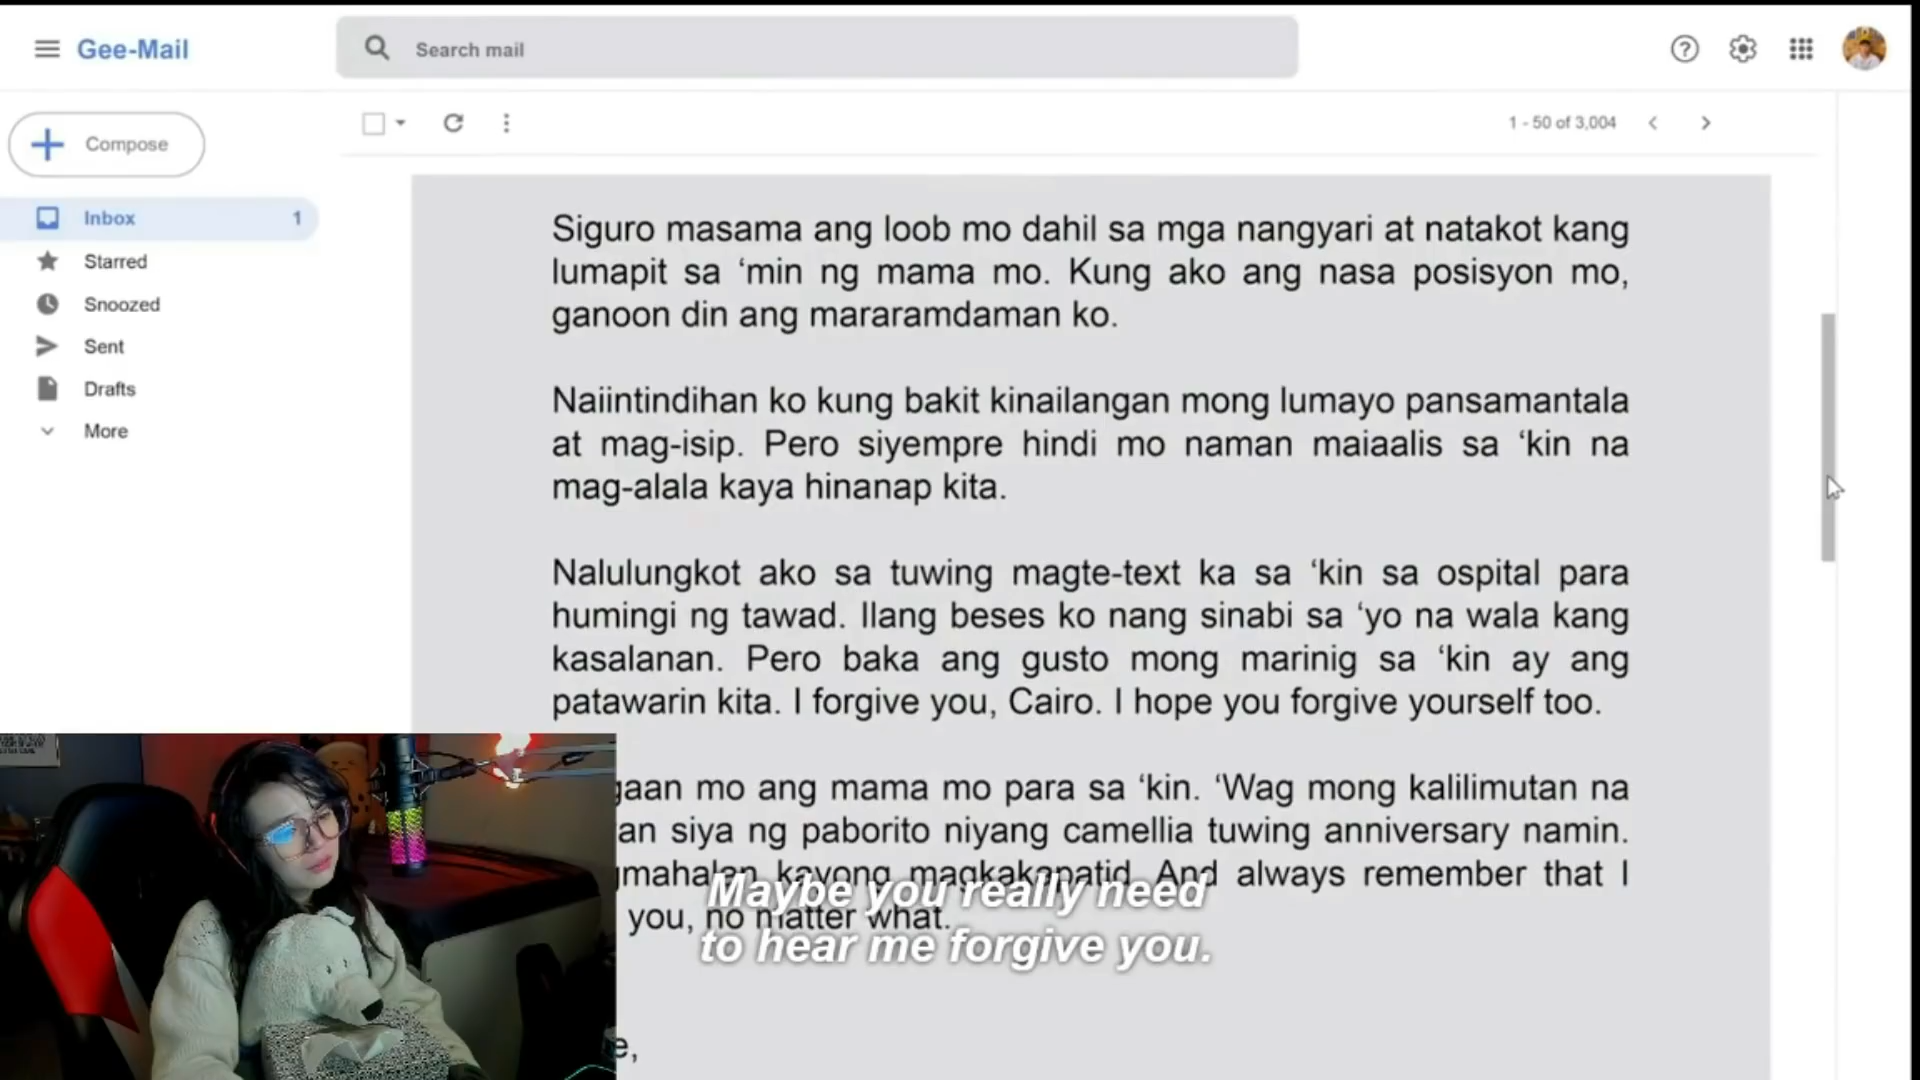 Gee-Mail
Search mail
Compose
1 - 50 of 3,004
Inbox 1
Starred
Snoozed
Sent
Drafts
More
Siguro masama ang loob mo dahil sa mga nangyari at natakot kang
lumapit sa ‘min ng mama mo. Kung ako ang nasa posisyon mo,
ganoon din ang mararamdaman ko.
Naiintindihan ko kung bakit kinailangan mong lumayo pansamantala
at mag-isip. Pero siyempre hindi mo naman maiaalis sa ‘kin na
mag-alala kaya hinanap kita.
Nalulungkot ako sa tuwing magte-text ka sa ‘kin sa ospital para
humingi ng tawad. Ilang beses ko nang sinabi sa ‘yo na wala kang
kasalanan. Pero baka ang gusto mong marinig sa ‘kin ay ang
patawarin kita. I forgive you, Cairo. I hope you forgive yourself too.
mo ang mama mo para sa ‘kin. ‘Wag mong kalilimutan na
siya ng paborito niyang camellia tuwing anniversary namin.
kayong magkakapatid. And always remember that I
you, no matter what.
Maybe you really need
to hear me forgive you.